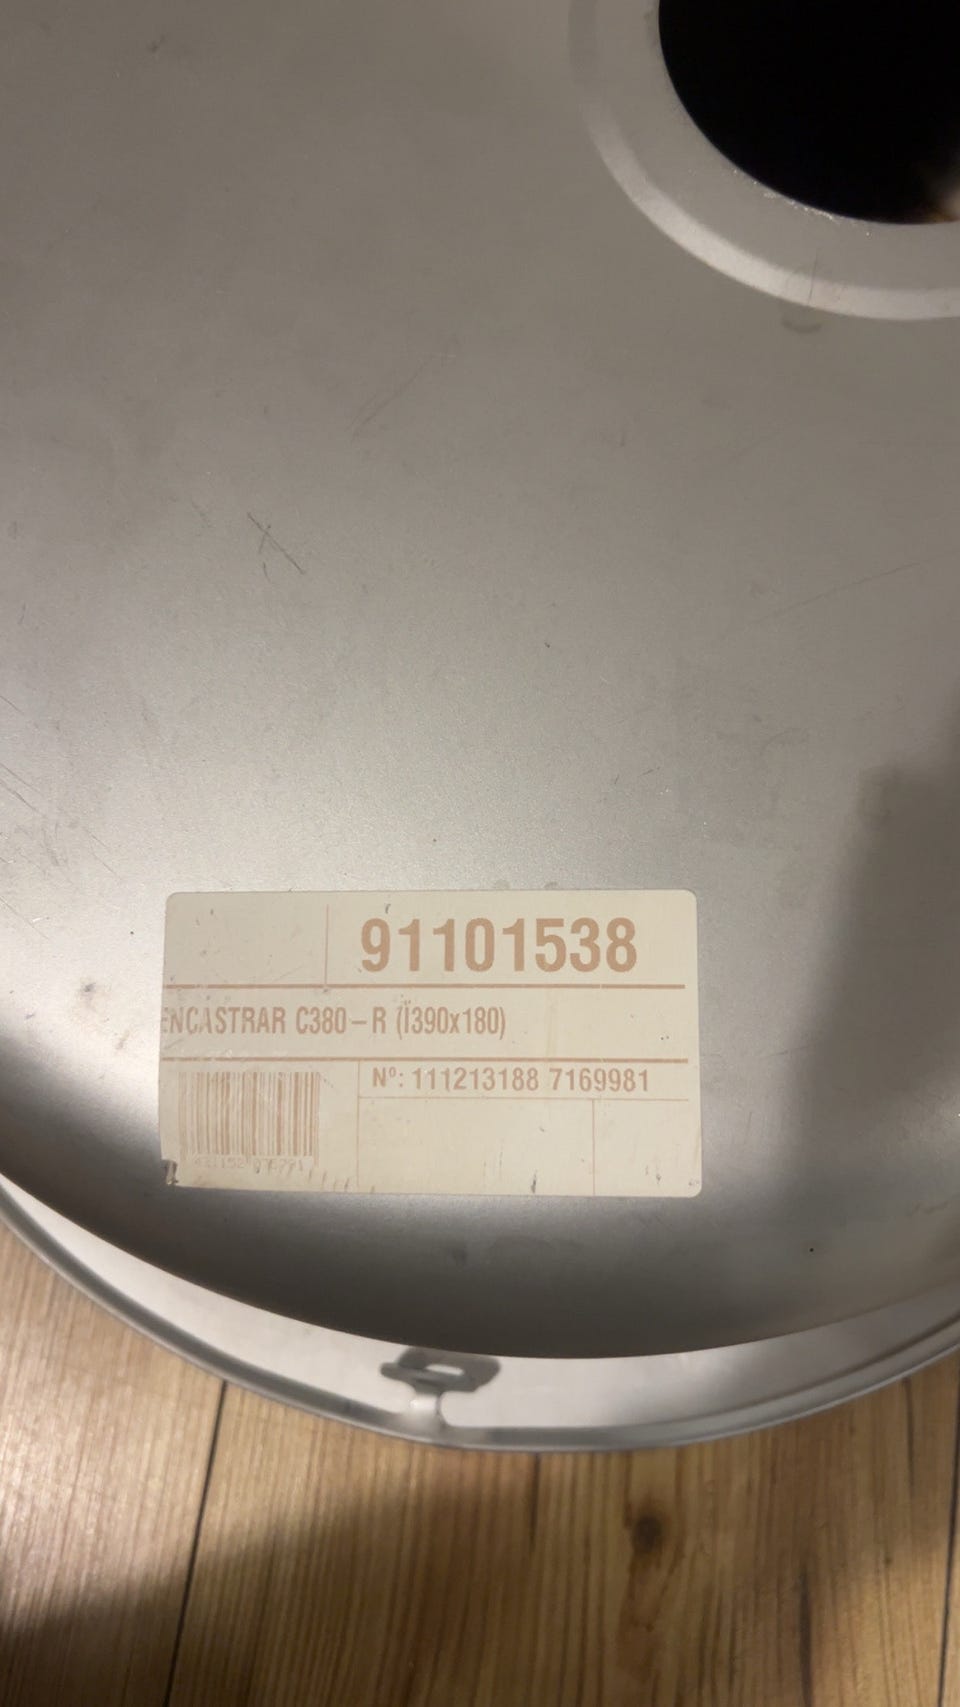 91101538
ENCASTRAR C380-R (Ï390x180)
Nº: 111213188 7169981